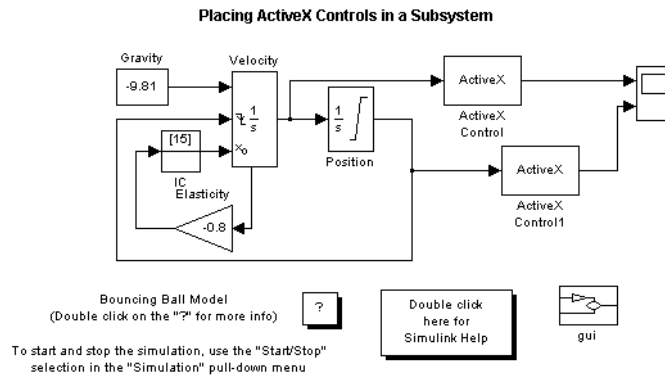 Placing ActiveX Controls in a Subsystem
Gravity
Velocity
-9.81
1
s
xo
[15]
IC
Elasticity
-0.8
1
s
Position
ActiveX
ActiveX
Control
ActiveX
ActiveX
Control1
Bouncing Ball Model
(Double click on the "?" for more info)
?
Double click
here for
Simulink Help
gui
To start and stop the simulation, use the "Start/Stop"
selection in the "Simulation" pull-down menu